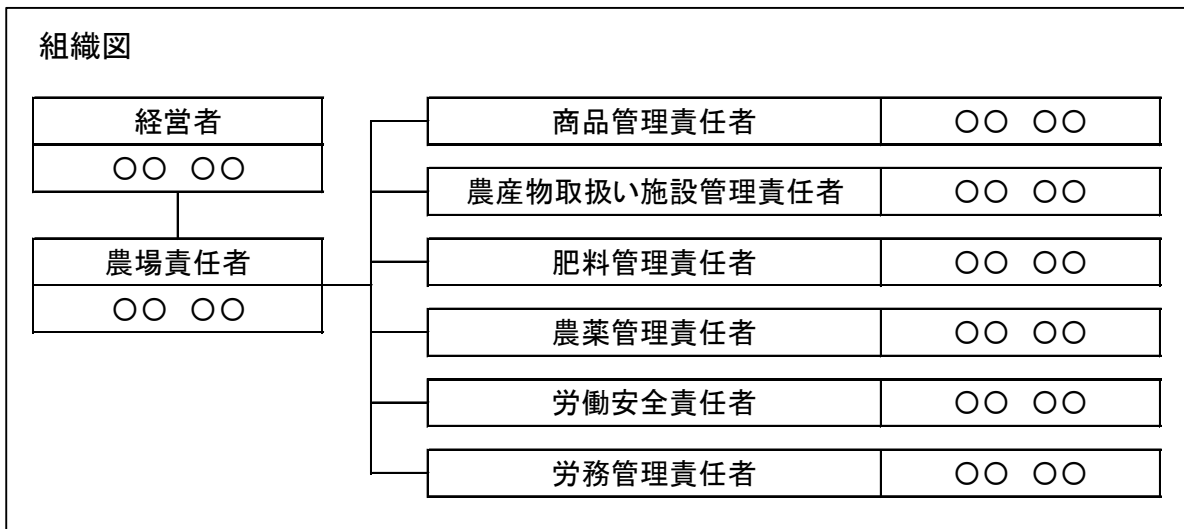 組織図
経営者
〇〇 〇〇
農場責任者
〇〇 〇〇
商品管理責任者 〇〇 〇〇
農産物取扱い施設管理責任者 〇〇 〇〇
肥料管理責任者 〇〇 〇〇
農薬管理責任者 〇〇 〇〇
労働安全責任者 〇〇 〇〇
労務管理責任者 〇〇 〇〇